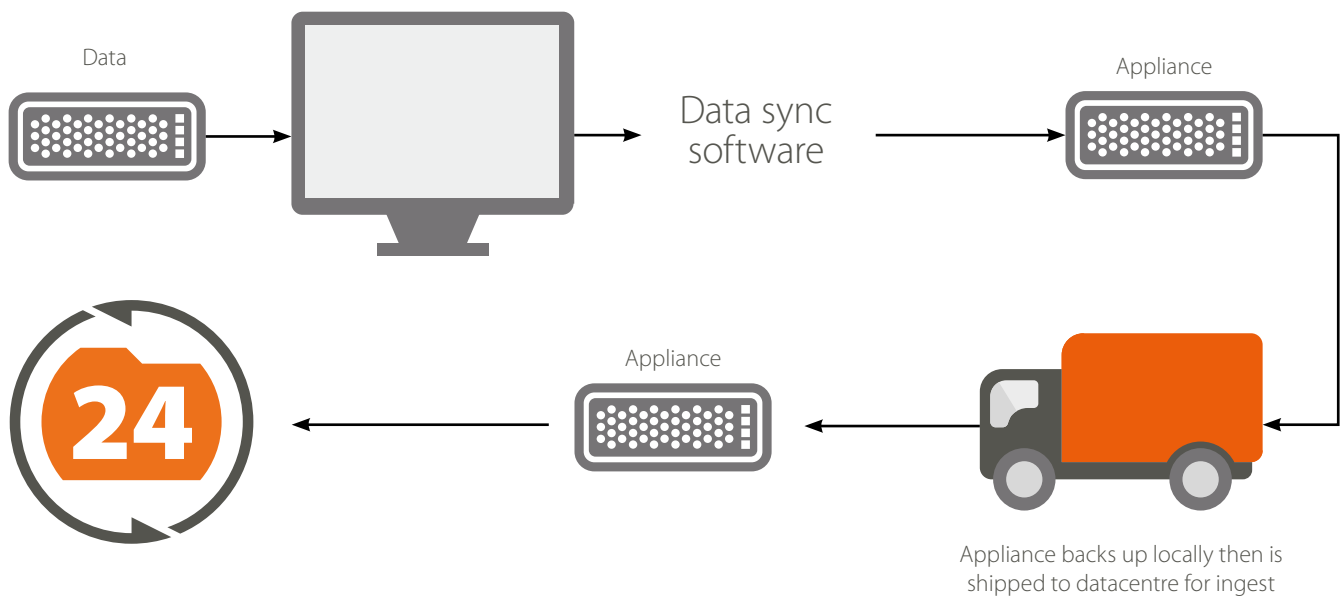 Data
Data sync
software
Appliance
24
Appliance
Appliance backs up locally then is
shipped to datacentre for ingest